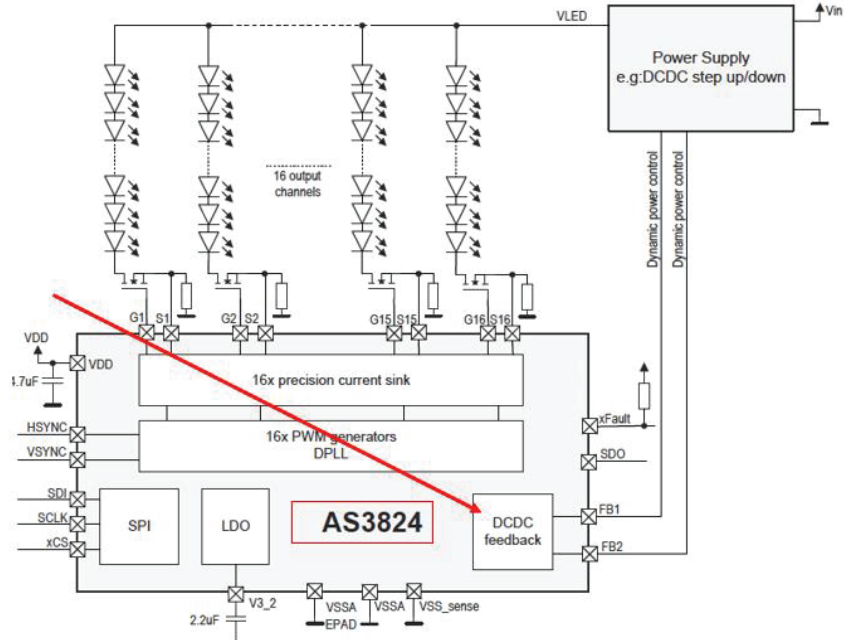 VLED
Vin
Power Supply
e.g:DCDC step up/down
16 output
channels
Dynamic power control
Dynamic power control
G1
S1
G2
S2
G15
S15
G16
S16
VDD
VDD
4.7uF
16x precision current sink
xFault
HSYNC
VSYNC
16x PWM generators
DPLL
SDO
SDI
SCLK
xCS
SPI
LDO
AS3824
DCDC
feedback
FB1
FB2
V3_2
2.2uF
VSSA
EPAD
VSSA
VSS_sense